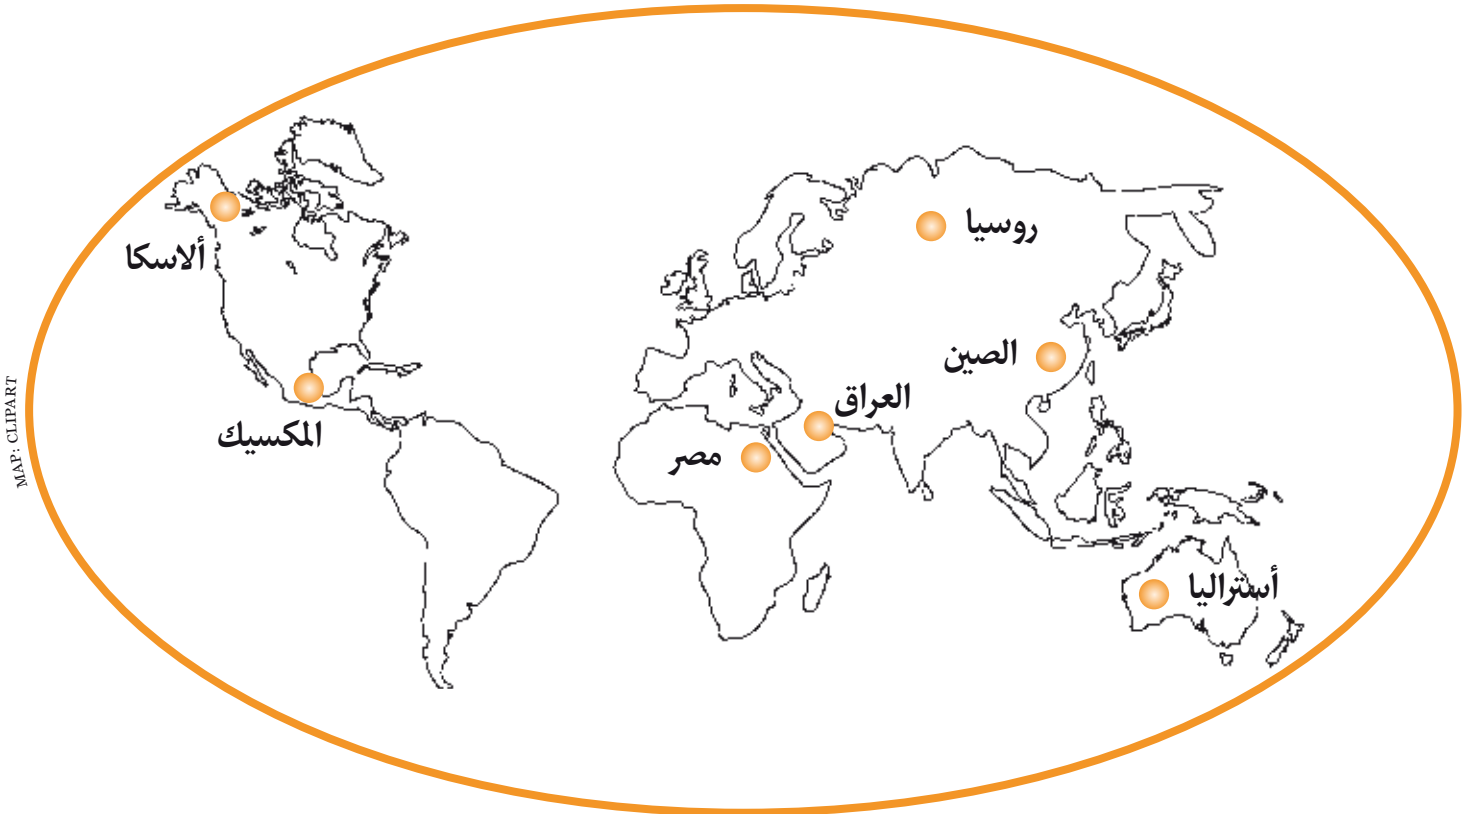 روسيا
ألاسكا
الصين
العراق
المكسيك
مصر
أستراليا
MAP: CLIPART